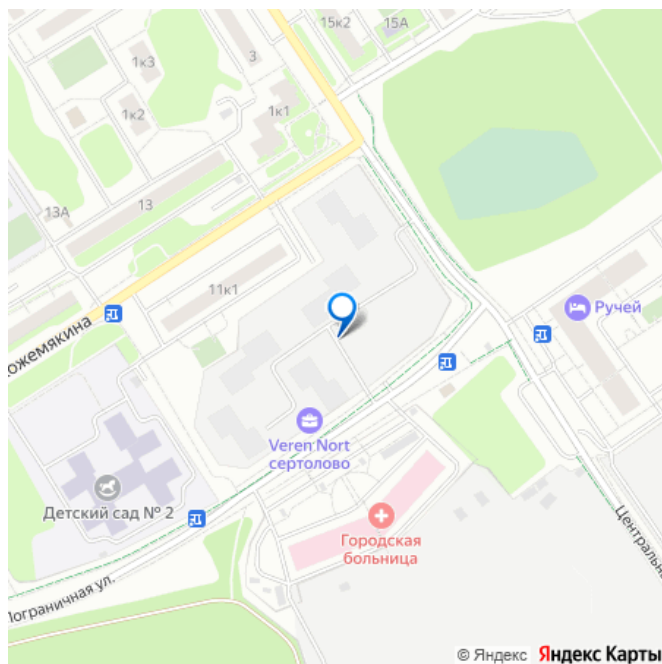 15к2
15А
3
1к3
1к2
1к1
13А
13
11к1
ожемякина
Ручей
Veren Nort
сертолово
Детский сад № 2
Городская
больница
Центральна
Пограничная ул.
© Яндекс Яндекс Карты